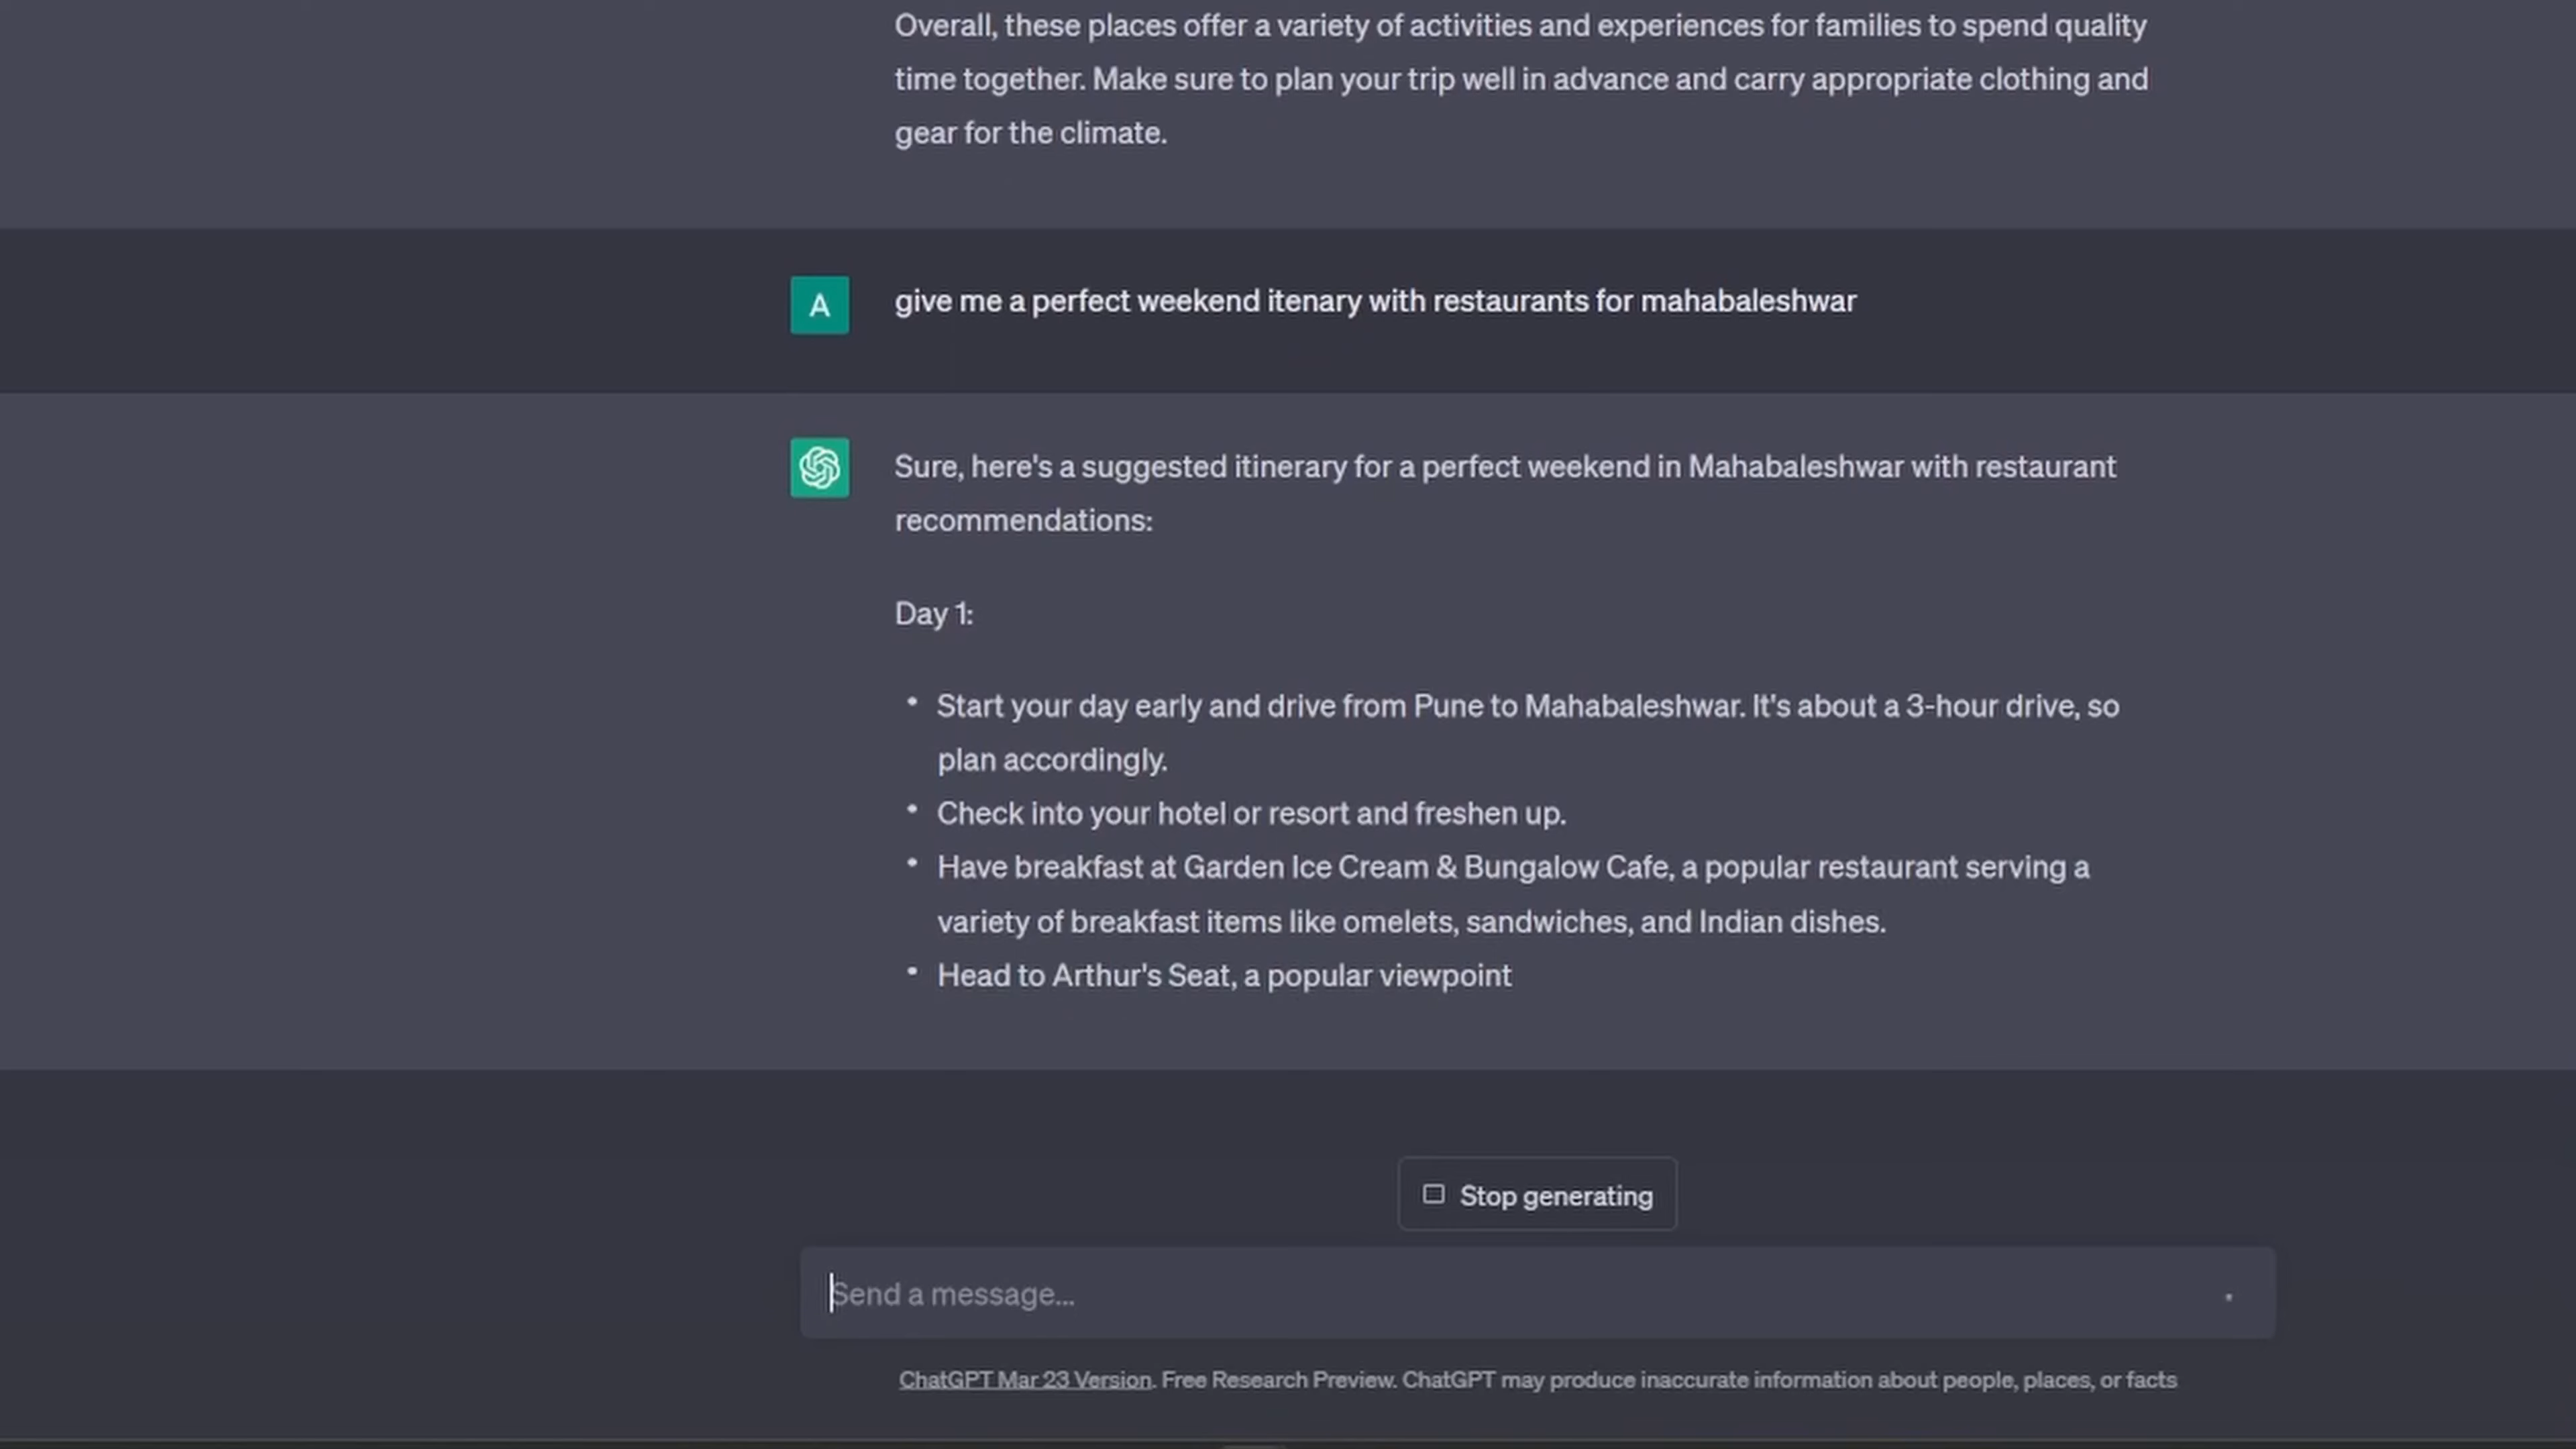 Overall, these places offer a variety of activities and experiences for families to spend quality
time together. Make sure to plan your trip well in advance and carry appropriate clothing and
gear for the climate.
A
give me a perfect weekend itenary with restaurants for mahabaleshwar
Sure, here's a suggested itinerary for a perfect weekend in Mahabaleshwar with restaurant
recommendations:
Day 1:
• Start your day early and drive from Pune to Mahabaleshwar. It's about a 3-hour drive, so
plan accordingly.
• Check into your hotel or resort and freshen up.
• Have breakfast at Garden Ice Cream & Bungalow Cafe, a popular restaurant serving a
variety of breakfast items like omelets, sandwiches, and Indian dishes.
• Head to Arthur's Seat, a popular viewpoint
Stop generating
Send a message...
ChatGPT Mar 23 Version. Free Research Preview. ChatGPT may produce inaccurate information about people, places, or facts